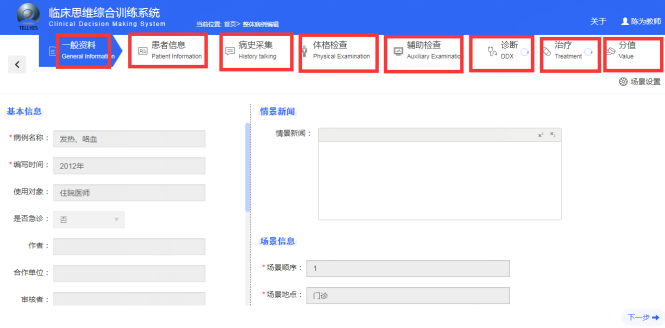 临床思维综合训练系统
Clinical Decision Making System
TELLYES
当前位置: 首页> 整体病例编辑
关于
陈为教师
一般资料
General Information
患者信息
Patient Information
病史采集
History talking
体格检查
Physical Examination
辅助检查
Auxiliary Examinatic
诊断
DDX
治疗
Treatment
分值
Value
场景设置
基本信息
*病例名称：
发热、咯血
*编写时间：
2012年
使用对象：
住院医师
是否急诊：
否
作者：
合作单位：
审核者：
情景新闻
情景新闻：
x² x₂
场景信息
*场景顺序：
1
*场景地点：
门诊
下一步